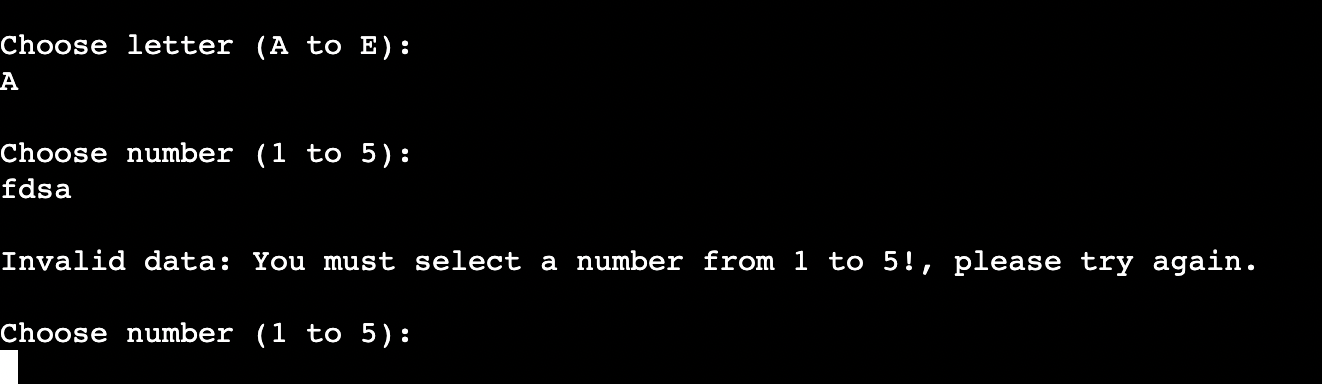 Choose letter (A to E):
A
Choose number (1 to 5):
fdsa
Invalid data: You must select a number from 1 to 5!, please try again.
Choose number (1 to 5):